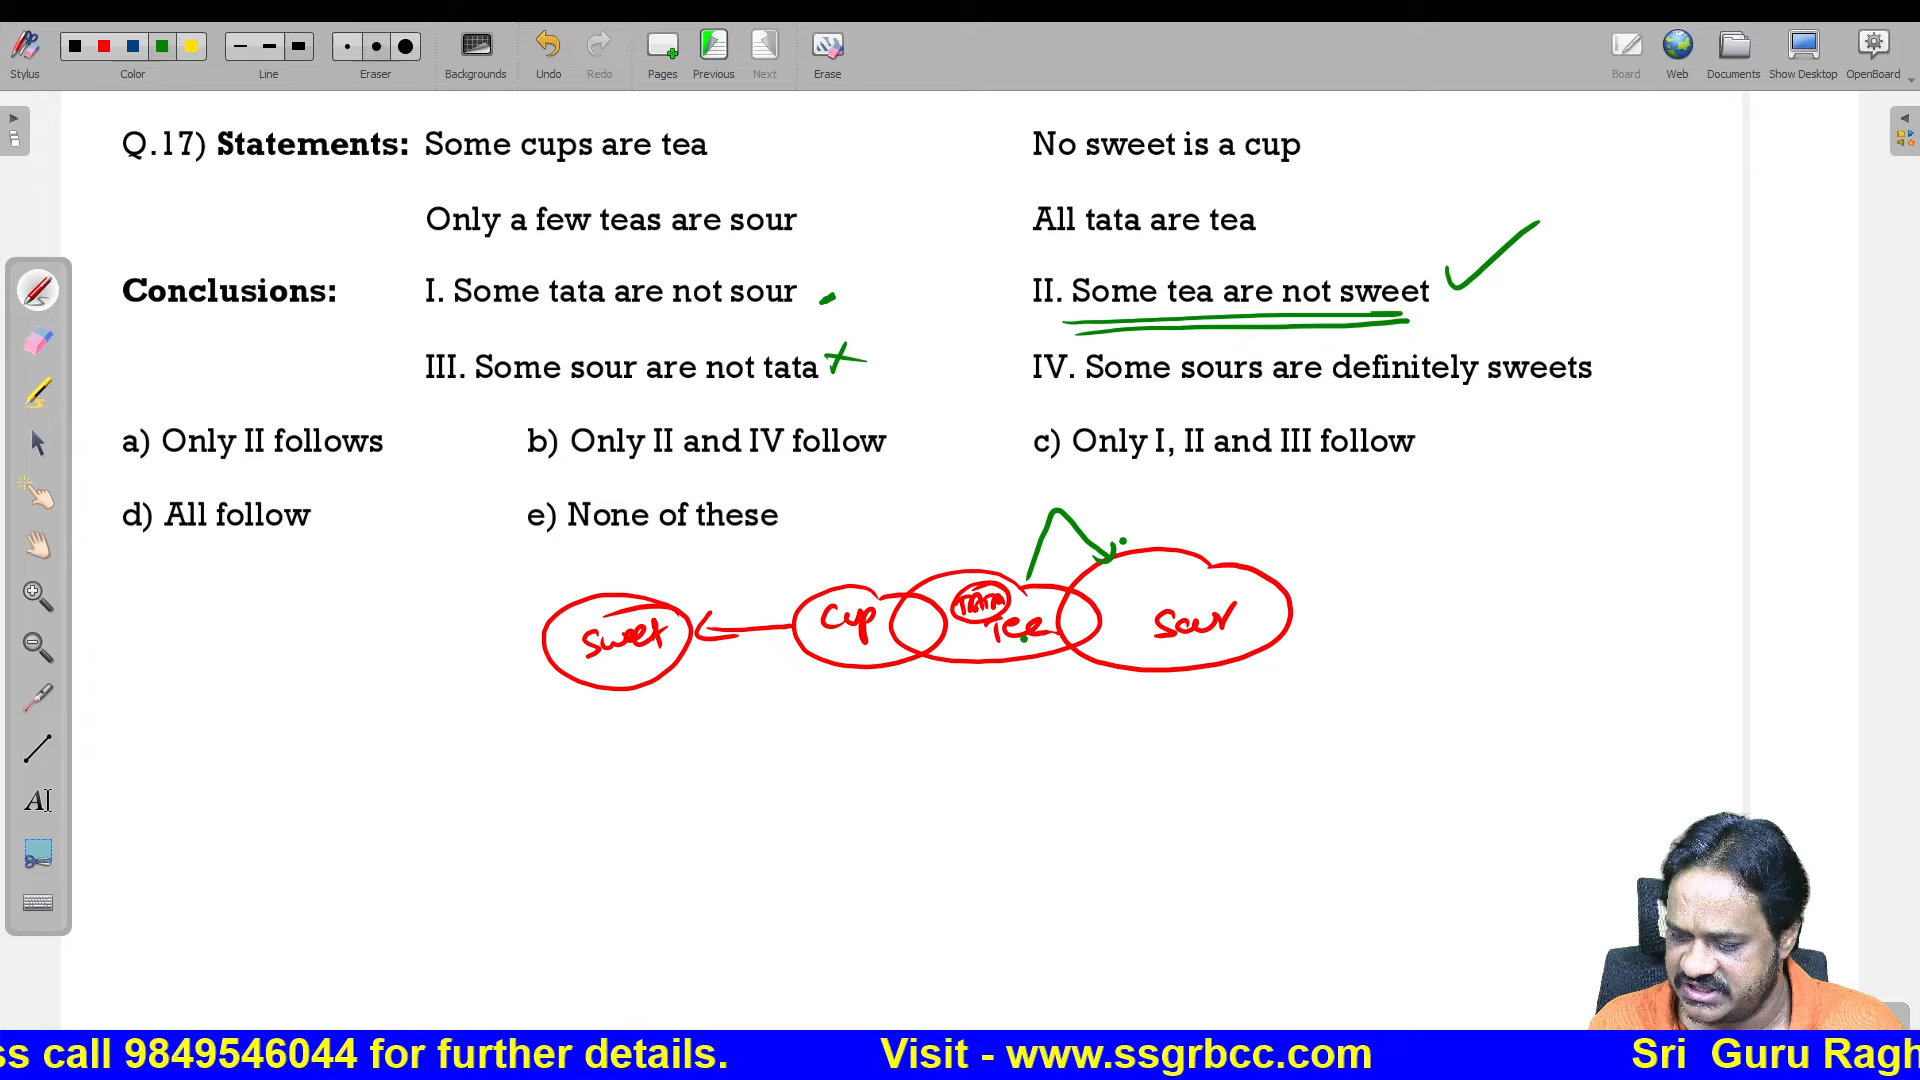 Stylus Color Line Eraser Backgrounds Undo Redo Pages Previous Next Erase Board Web Documents Show Desktop OpenBoard
Q.17) Statements: Some cups are tea No sweet is a cup
Only a few teas are sour All tata are tea
Conclusions: I. Some tata are not sour II. Some tea are not sweet
III. Some sour are not tata IV. Some sours are definitely sweets
a) Only II follows b) Only II and IV follow c) Only I, II and III follow
d) All follow e) None of these
sweet cup TATA Tea sour
ss call 9849546044 for further details. Visit - www.ssgrbcc.com Sri Guru Ragh